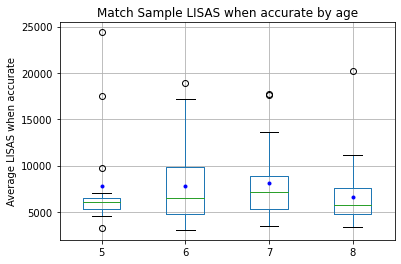 Match Sample LISAS when accurate by age
Average LISAS when accurate
25000
20000
15000
10000
5000
5 6 7 8